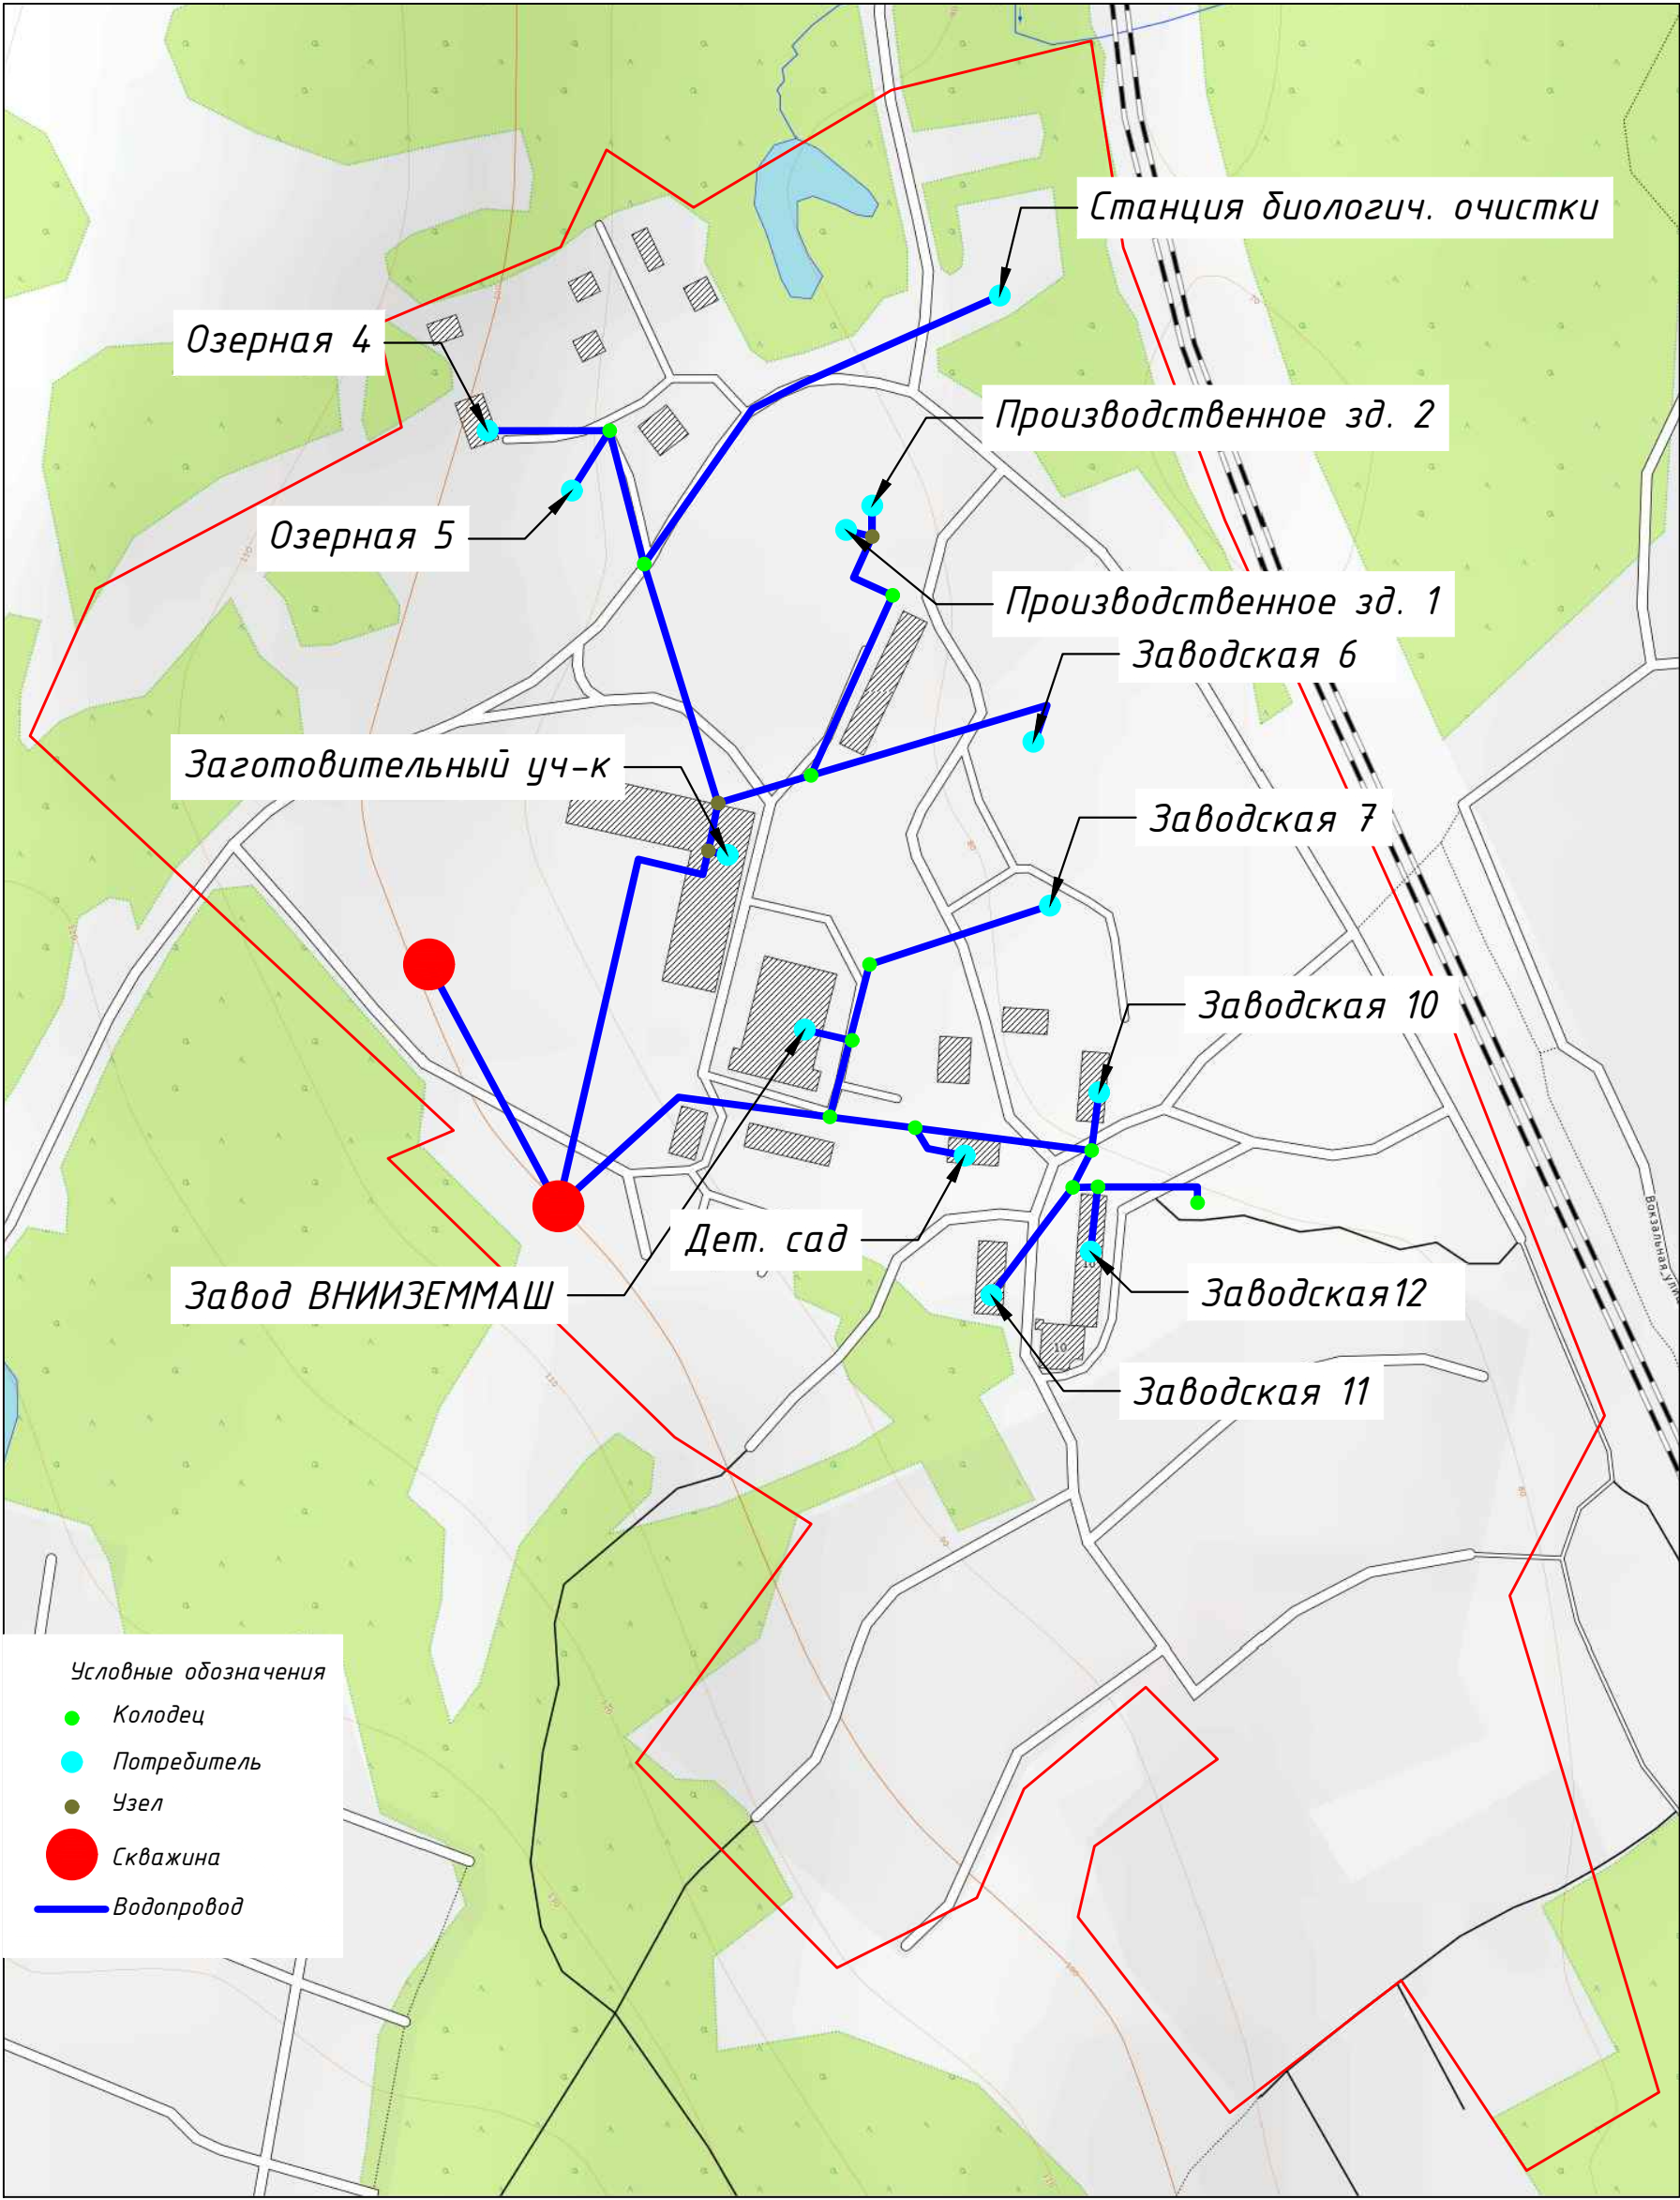 Станция биологич. очистки
Озерная 4
Производственное зд. 2
Озерная 5
Производственное зд. 1
Заводская 6
Заготовительный уч-к
Заводская 7
Заводская 10
Дет. сад
Завод ВНИИЗЕММАШ
Заводская12
Заводская 11
10
Условные обозначения
Колодец
Потребитель
Узел
Скважина
Водопровод